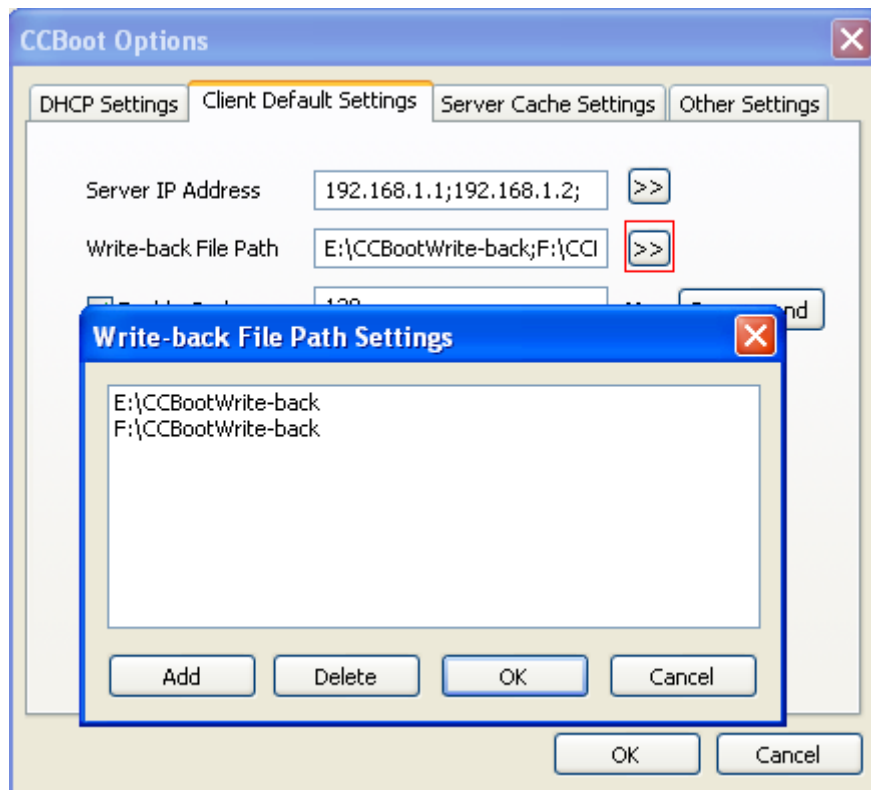 CCBoot Options
DHCP Settings Client Default Settings Server Cache Settings Other Settings
Server IP Address 192.168.1.1;192.168.1.2; >>
Write-back File Path E:\CCBootWrite-back;F:\CCI >>
Write-back File Path Settings
E:\CCBootWrite-back
F:\CCBootWrite-back
Add Delete OK Cancel
OK Cancel